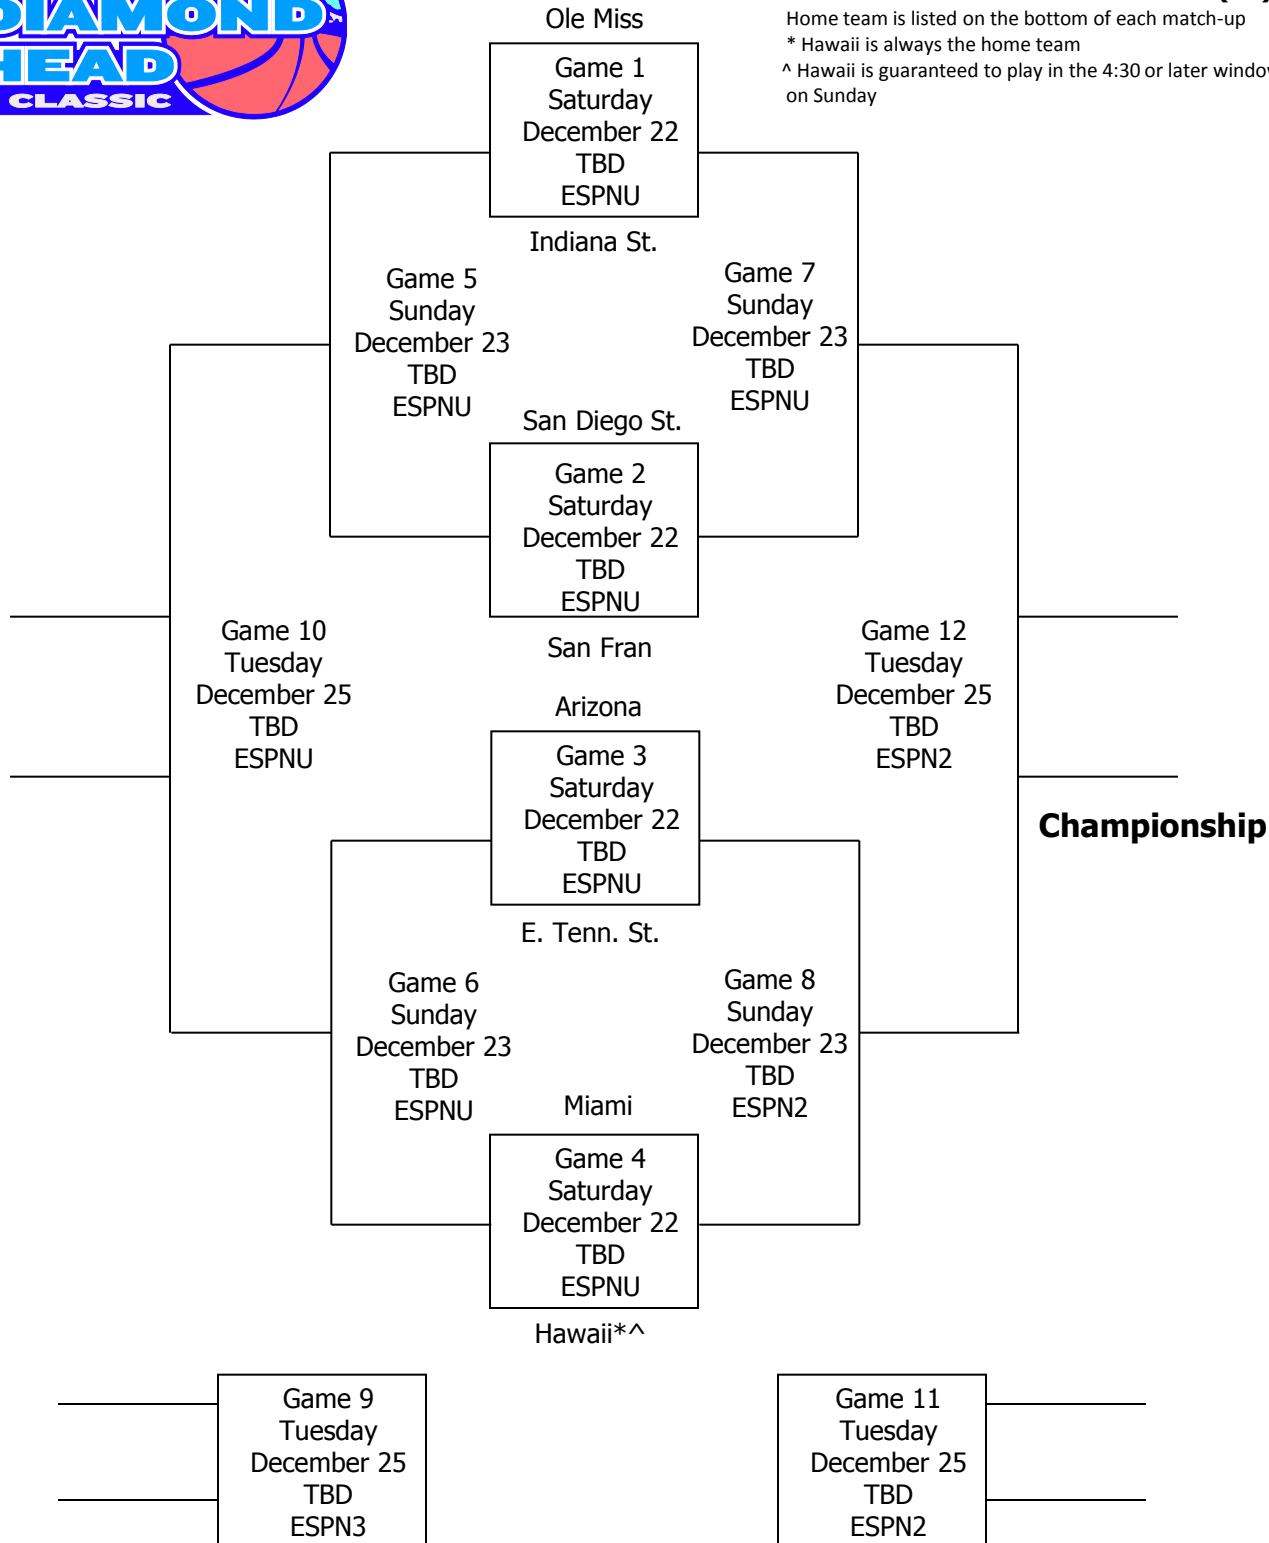 DIAMOND
HEAD
CLASSIC
Home team is listed on the bottom of each match-up
* Hawaii is always the home team
^ Hawaii is guaranteed to play in the 4:30 or later window
on Sunday
Ole Miss
Game 1
Saturday
December 22
TBD
ESPNU
Indiana St.
Game 5
Sunday
December 23
TBD
ESPNU
Game 7
Sunday
December 23
TBD
ESPNU
San Diego St.
Game 2
Saturday
December 22
TBD
ESPNU
San Fran
Game 10
Tuesday
December 25
TBD
ESPNU
Game 12
Tuesday
December 25
TBD
ESPN2
Championship
Arizona
Game 3
Saturday
December 22
TBD
ESPNU
E. Tenn. St.
Game 6
Sunday
December 23
TBD
ESPNU
Game 8
Sunday
December 23
TBD
ESPN2
Miami
Game 4
Saturday
December 22
TBD
ESPNU
Hawaii*^
Game 9
Tuesday
December 25
TBD
ESPN3
Game 11
Tuesday
December 25
TBD
ESPN2